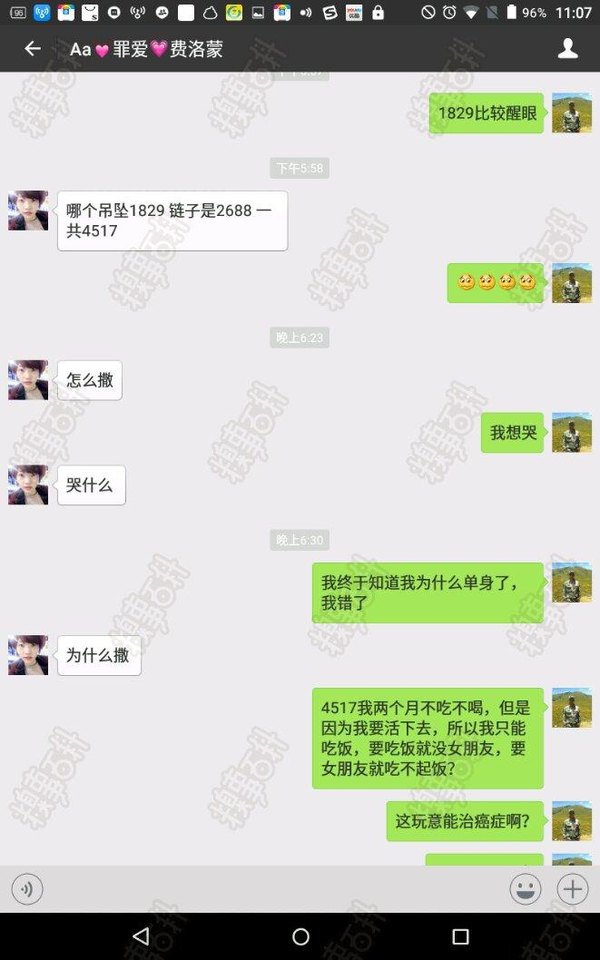 96
96%
11:07
Aa💕罪爱💗费洛蒙
1829比较醒眼
下午5:58
哪个吊坠1829 链子是2688 一
共4517
晚上6:23
怎么撒
我想哭
哭什么
晚上6:30
我终于知道我为什么单身了，
我错了
为什么撒
4517我两个月不吃不喝，但是
因为我要活下去，所以我只能
吃饭，要吃饭就没女朋友，要
女朋友就吃不起饭？
这玩意能治癌症啊？